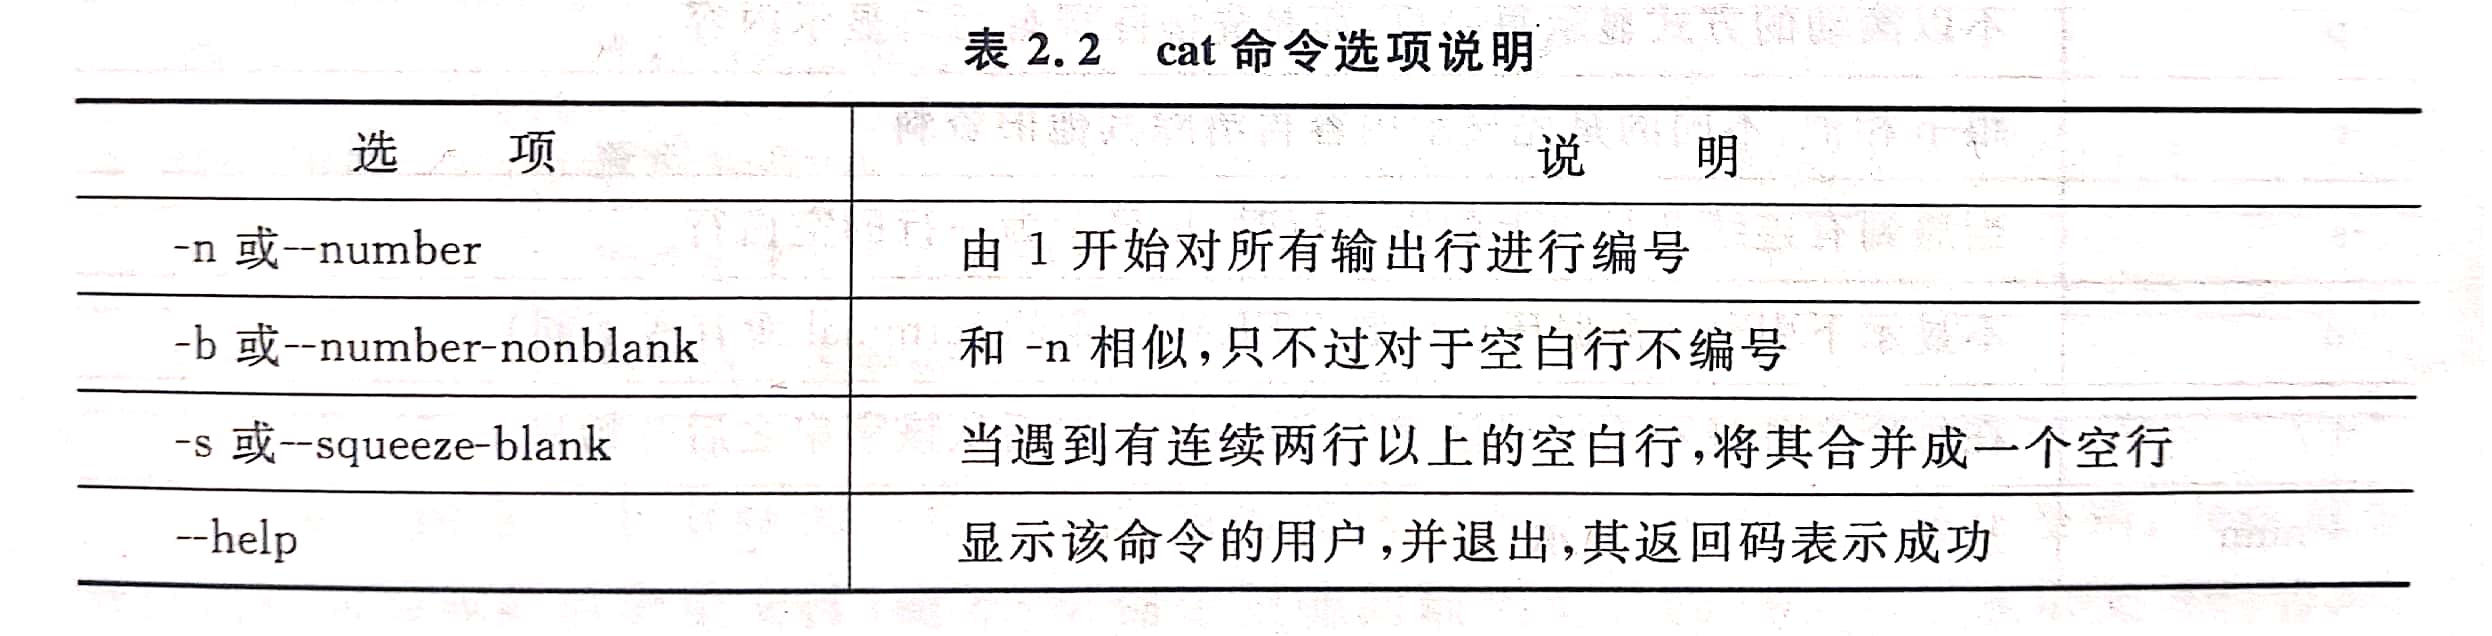 表 2.2 cat 命令选项说明
选 项 说 明
-n 或--number 由 1 开始对所有输出行进行编号
-b 或--number-nonblank 和 -n 相似,只不过对于空白行不编号
-s 或--squeeze-blank 当遇到有连续两行以上的空白行,将其合并成一个空行
--help 显示该命令的用户,并退出,其返回码表示成功